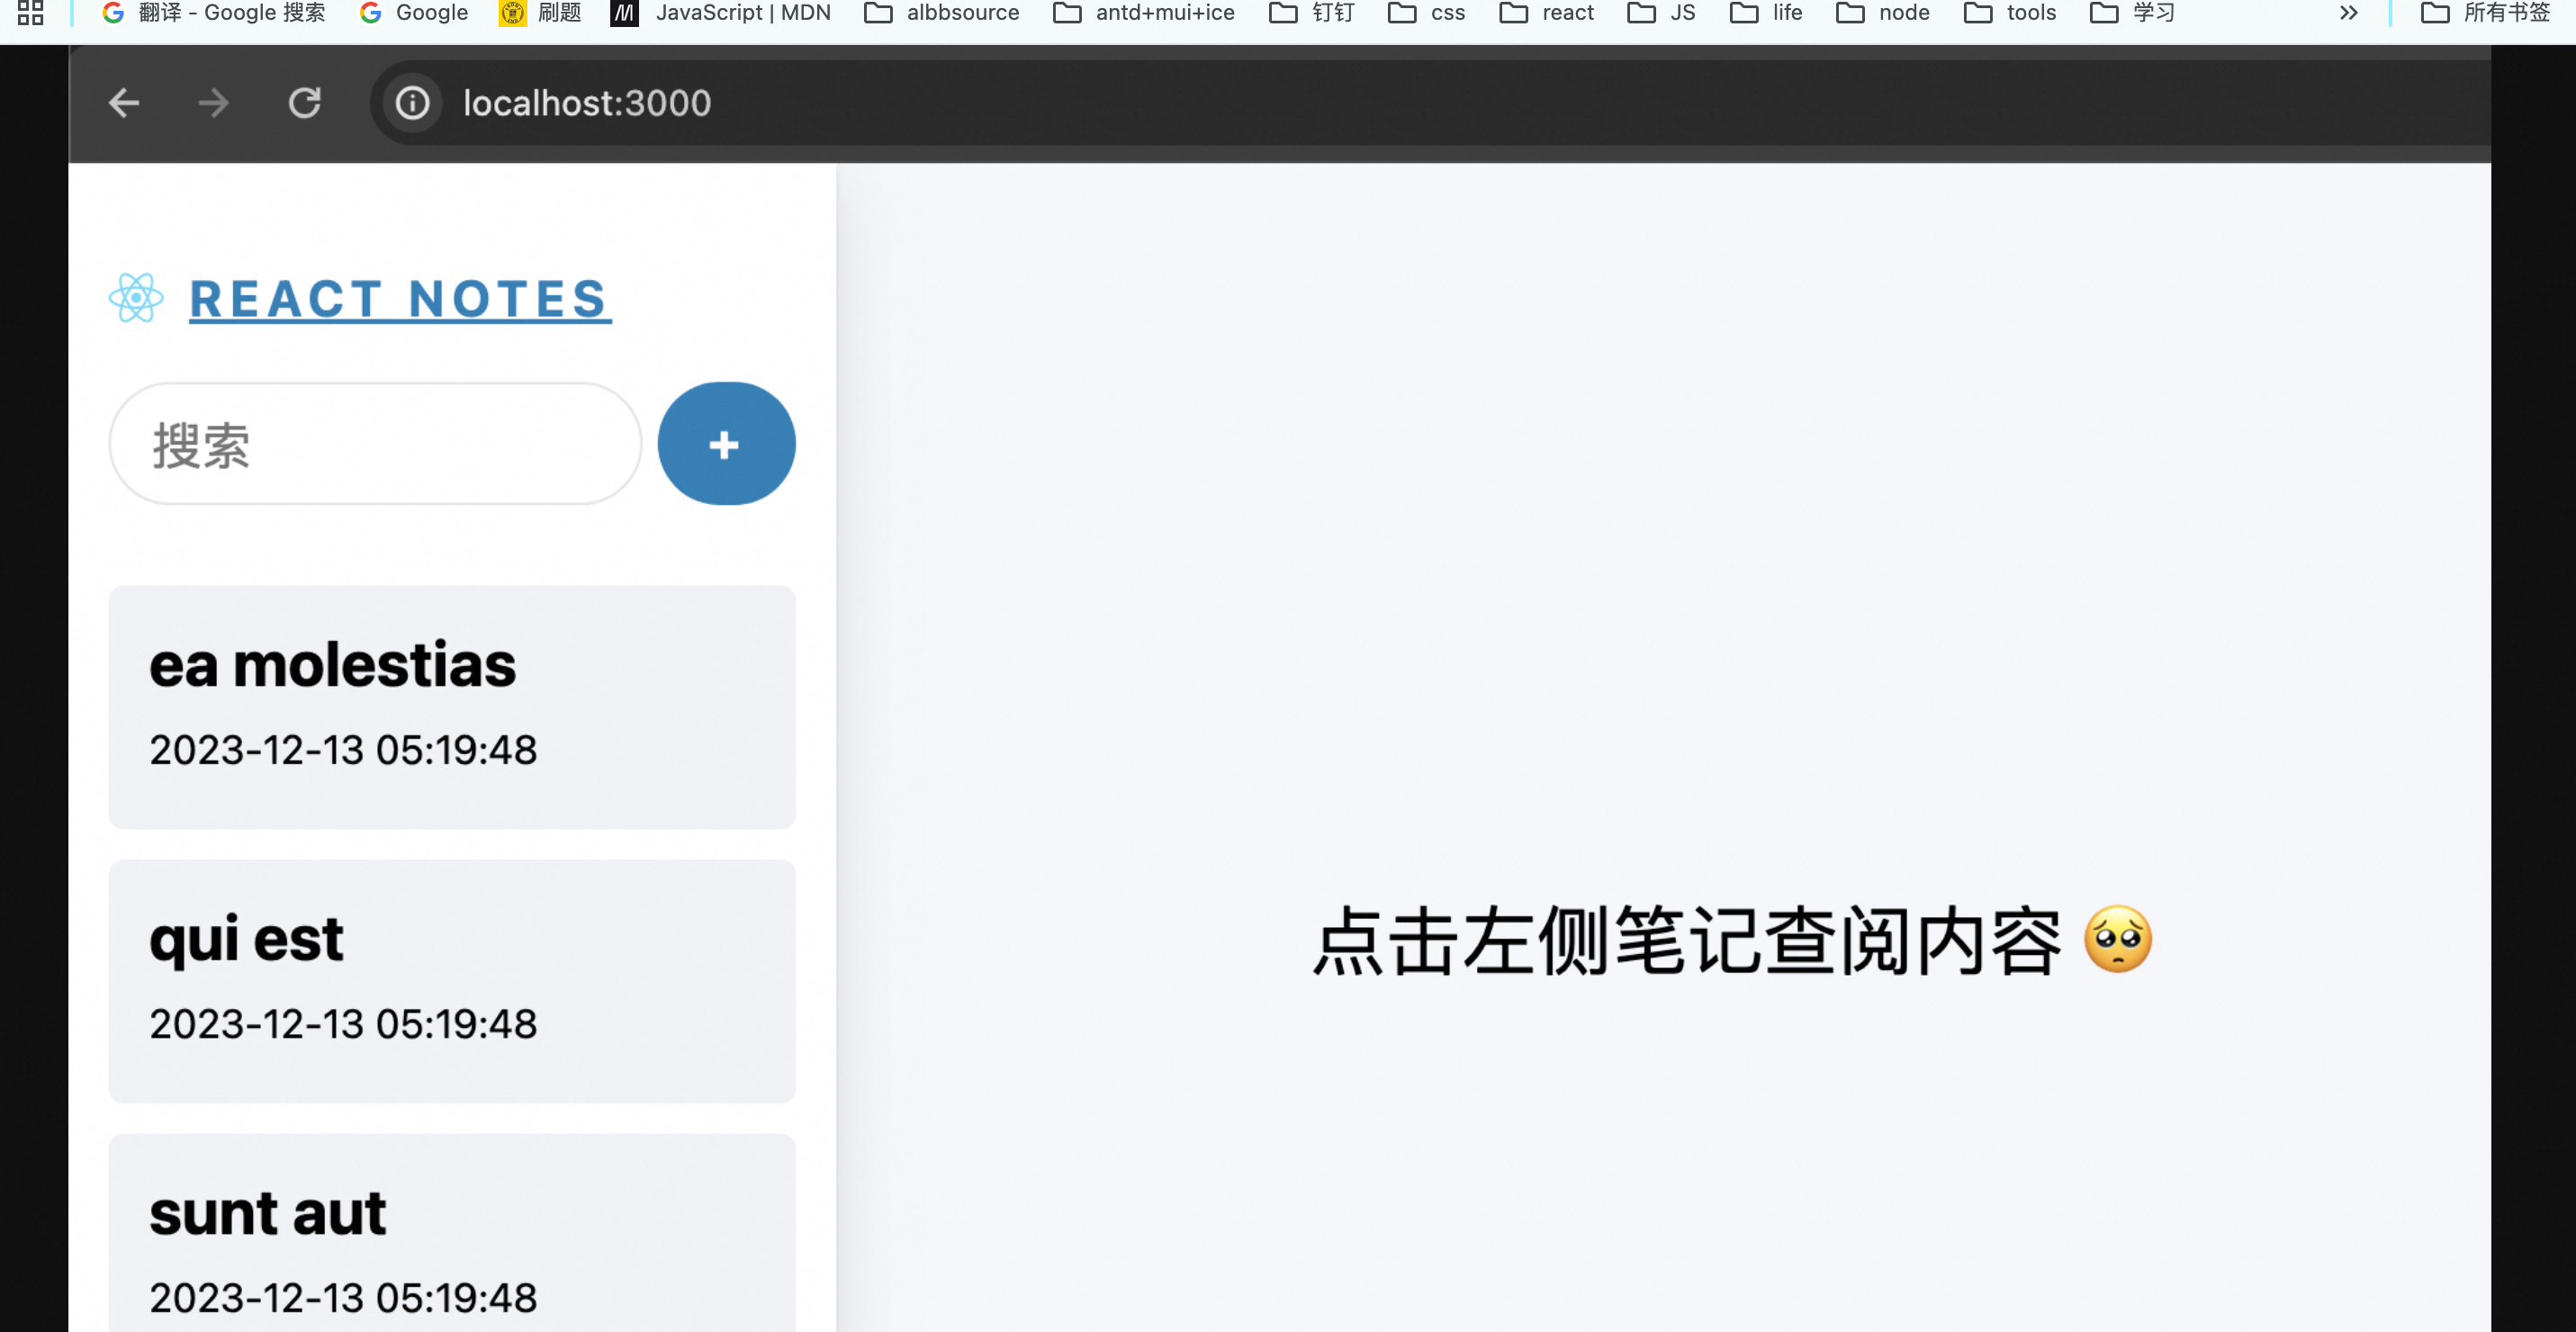 翻译 - Google 搜索 Google 刷题 JavaScript | MDN albbsource antd+mui+ice 钉钉 css react JS life node tools 学习 所有书签
localhost:3000
REACT NOTES
搜索
+
ea molestias
2023-12-13 05:19:48
qui est
2023-12-13 05:19:48
点击左侧笔记查阅内容 🥺
sunt aut
2023-12-13 05:19:48